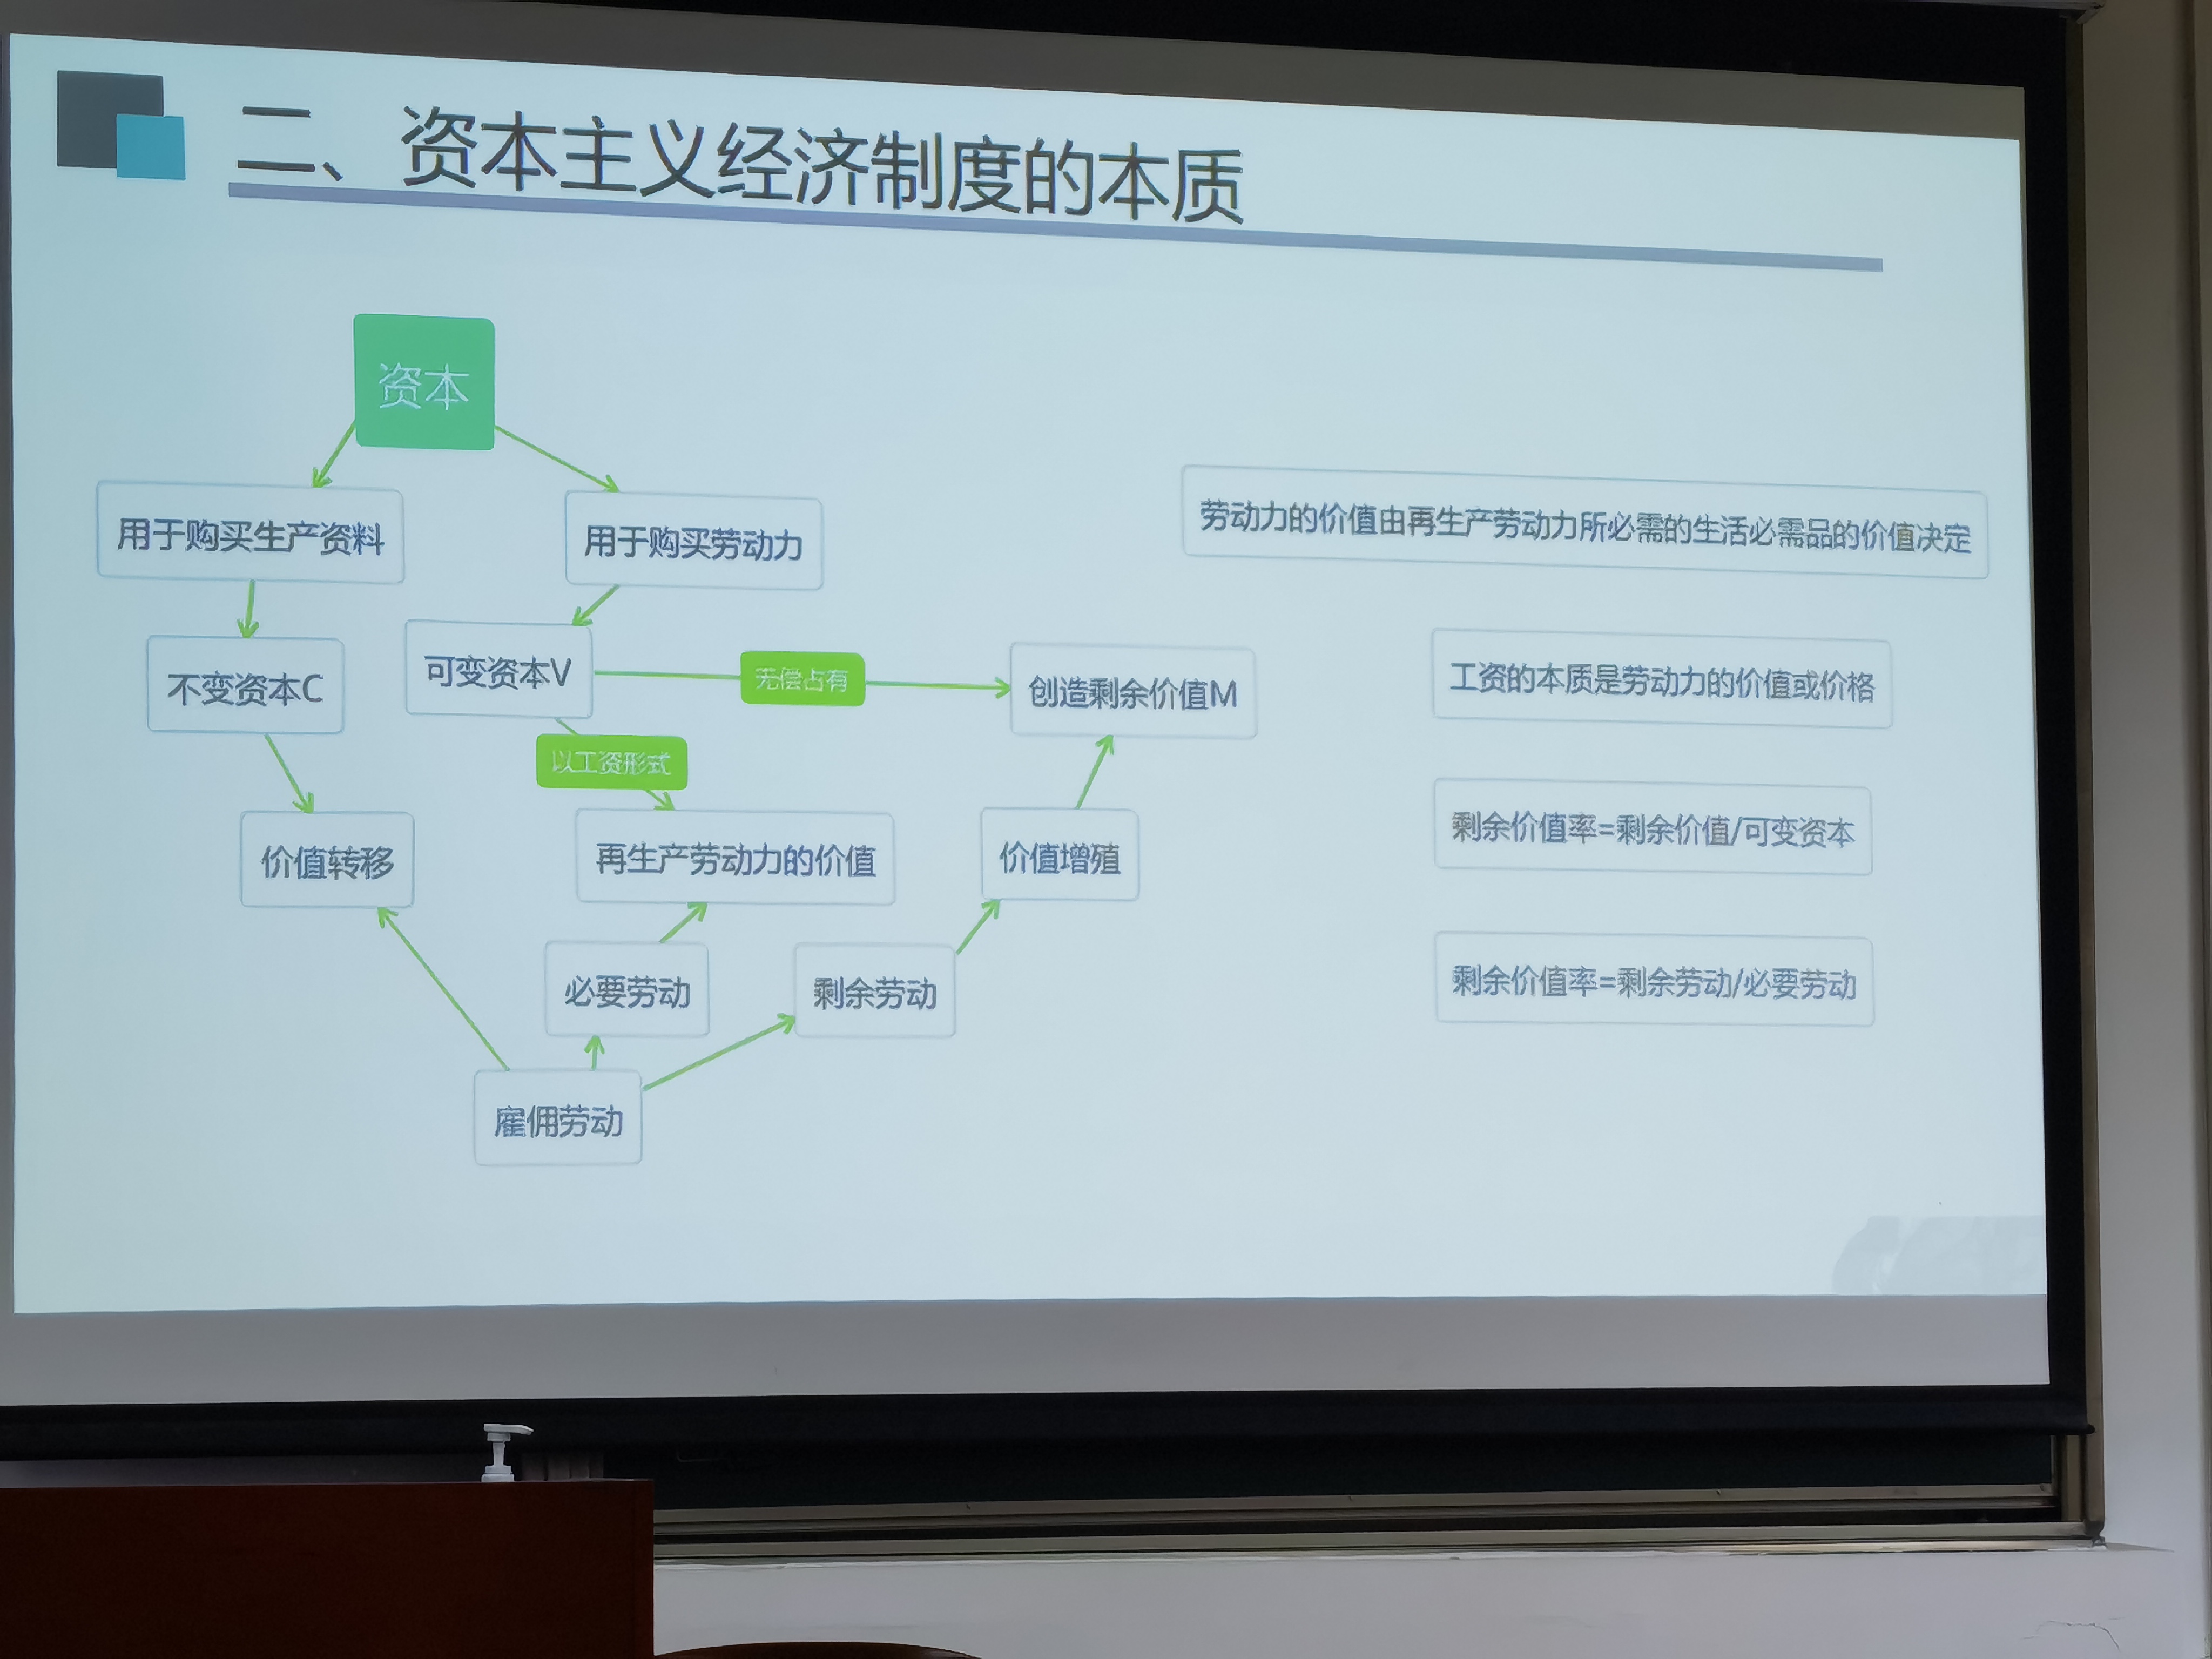 二、资本主义经济制度的本质
资本
用于购买生产资料
用于购买劳动力
劳动力的价值由再生产劳动力所必需的生活必需品的价值决定
不变资本C
可变资本V
无偿占有
创造剩余价值M
工资的本质是劳动力的价值或价格
以工资形式
价值转移
再生产劳动力的价值
价值增殖
剩余价值率=剩余价值/可变资本
必要劳动
剩余劳动
剩余价值率=剩余劳动/必要劳动
雇佣劳动